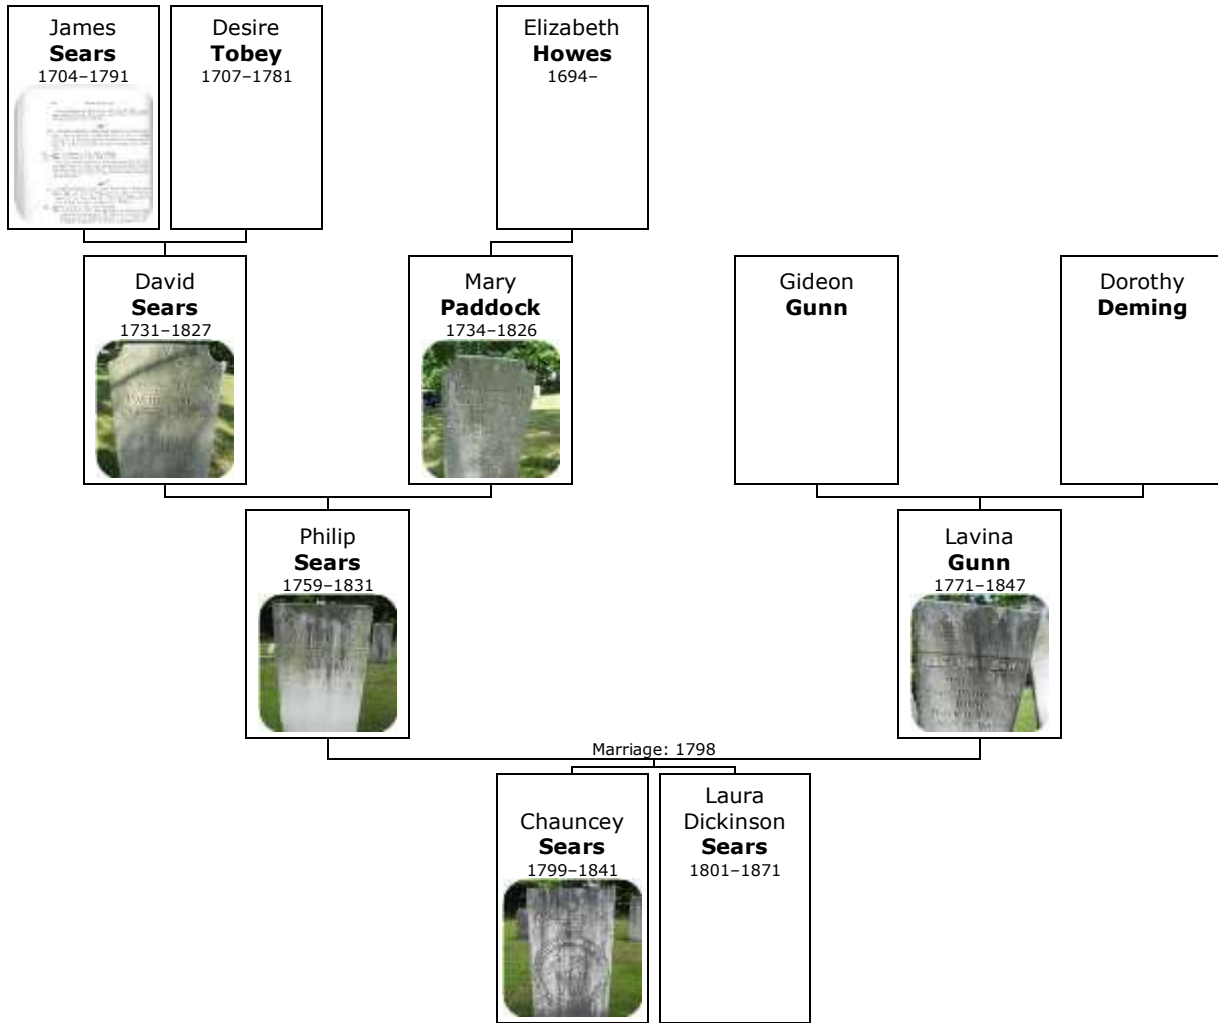 James
Sears
1704–1791
Desire
Tobey
1707–1781
Elizabeth
Howes
1694–
David
Sears
1731–1827
Mary
Paddock
1734–1826
Gideon
Gunn
Dorothy
Deming
Philip
Sears
1759–1831
Lavina
Gunn
1771–1847
Marriage: 1798
Chauncey
Sears
1799–1841
Laura
Dickinson
Sears
1801–1871